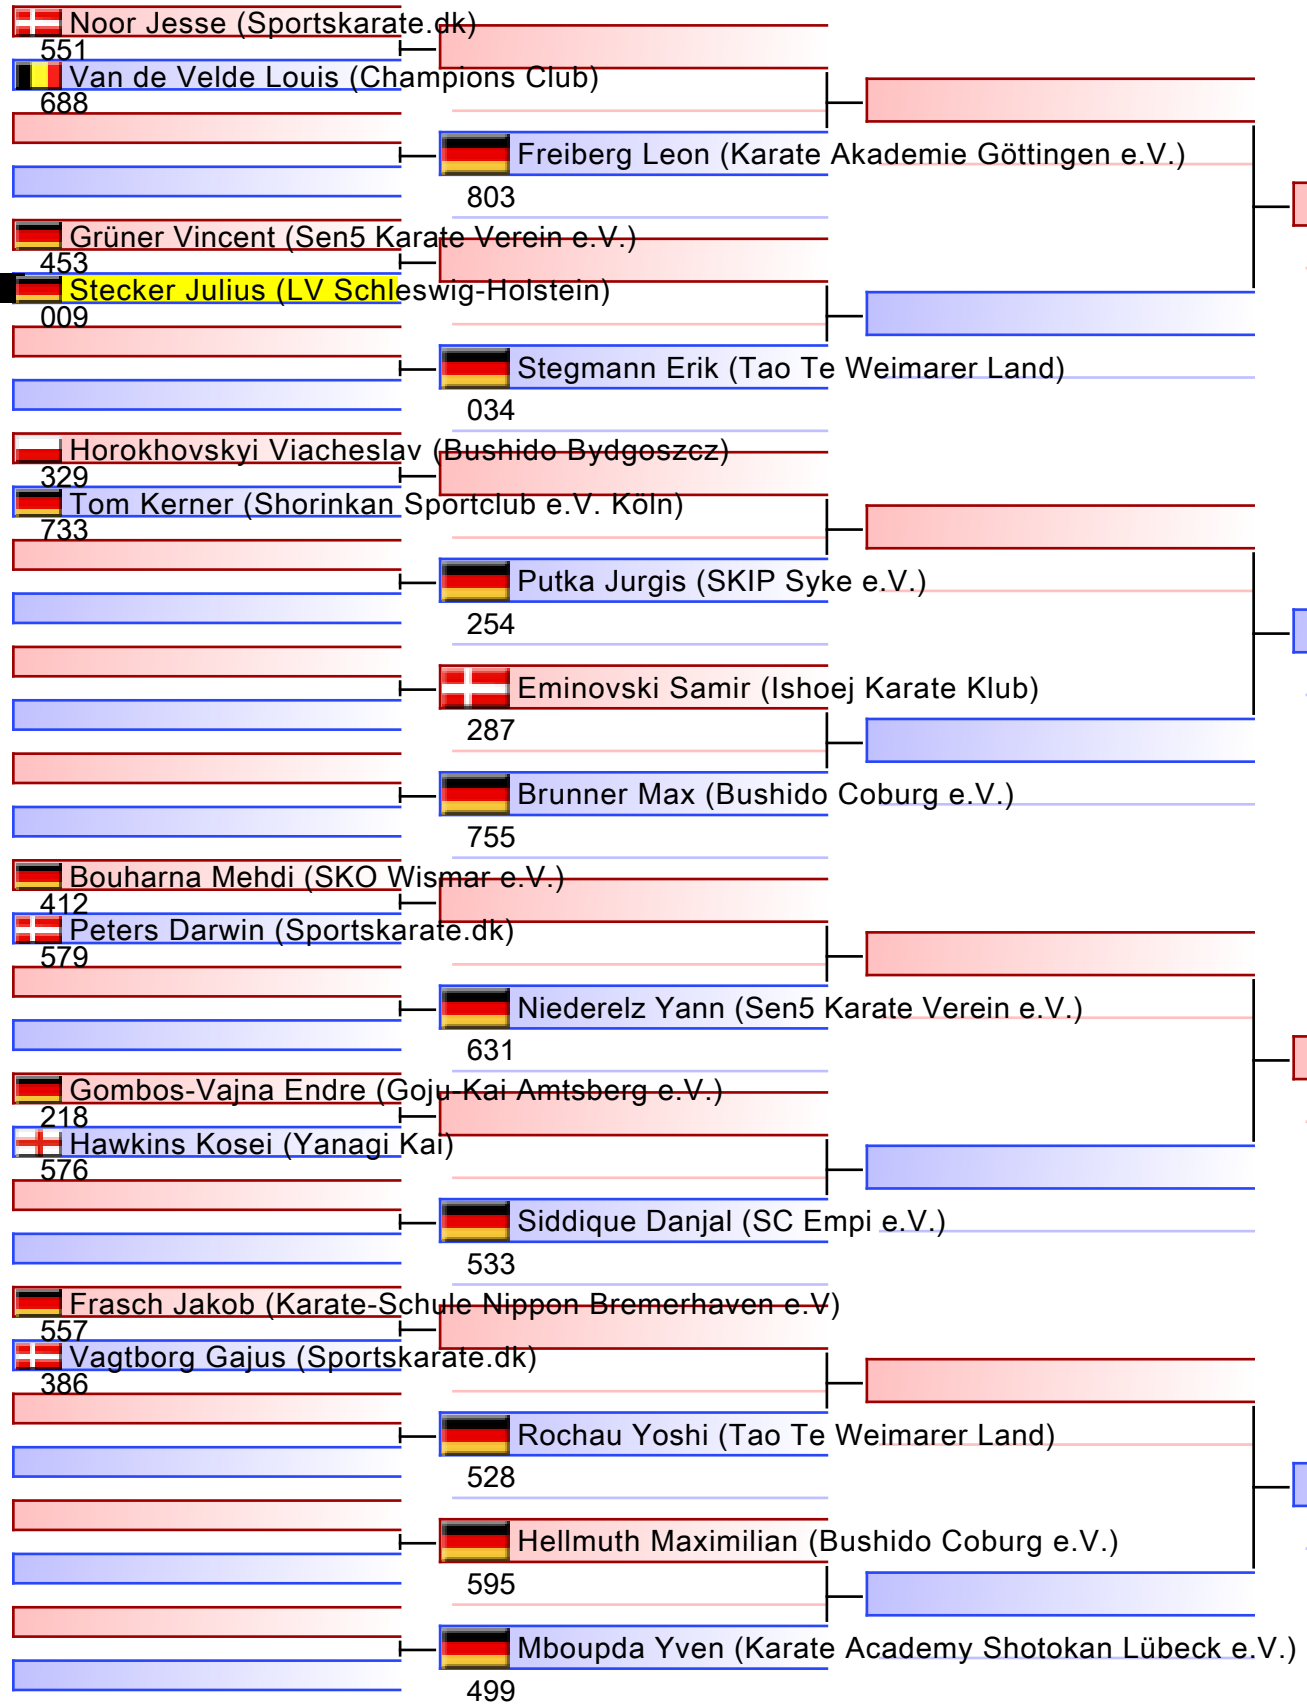 Noor Jesse (Sportskarate.dk)
551
Van de Velde Louis (Champions Club)
688
Freiberg Leon (Karate Akademie Göttingen e.V.)
803
Grüner Vincent (Sen5 Karate Verein e.V.)
453
Stecker Julius (LV Schleswig-Holstein)
009
Stegmann Erik (Tao Te Weimarer Land)
034
Horokhovskyi Viacheslav (Bushido Bydgoszcz)
329
Tom Kerner (Shorinkan Sportclub e.V. Köln)
733
Putka Jurgis (SKIP Syke e.V.)
254
Eminovski Samir (Ishoej Karate Klub)
287
Brunner Max (Bushido Coburg e.V.)
755
Bouharna Mehdi (SKO Wismar e.V.)
412
Peters Darwin (Sportskarate.dk)
579
Niederelz Yann (Sen5 Karate Verein e.V.)
631
Gombos-Vajna Endre (Goju-Kai Amtsberg e.V.)
218
Hawkins Kosei (Yanagi Kai)
576
Siddique Danjal (SC Empi e.V.)
533
Frasch Jakob (Karate-Schule Nippon Bremerhaven e.V)
557
Vagtborg Gajus (Sportskarate.dk)
386
Rochau Yoshi (Tao Te Weimarer Land)
528
Hellmuth Maximilian (Bushido Coburg e.V.)
595
Mboupda Yven (Karate Academy Shotokan Lübeck e.V.)
499